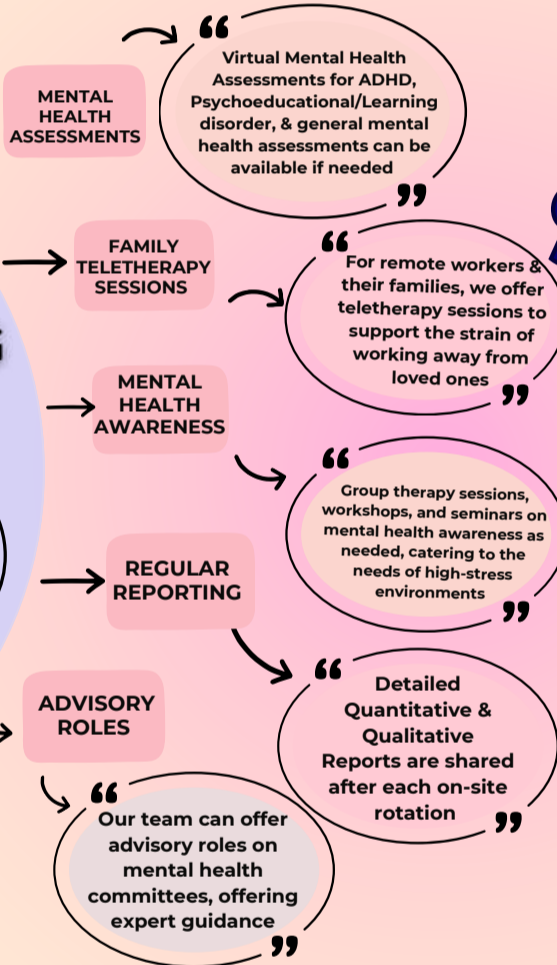 MENTAL
HEALTH
ASSESSMENTS
“
Virtual Mental Health
Assessments for ADHD,
Psychoeducational/Learning
disorder, & general mental
health assessments can be
available if needed
”
FAMILY
TELETHERAPY
SESSIONS
“
For remote workers &
their families, we offer
teletherapy sessions to
support the strain of
working away from
loved ones
”
MENTAL
HEALTH
AWARENESS
“
Group therapy sessions,
workshops, and seminars on
mental health awareness as
needed, catering to the
needs of high-stress
environments
”
REGULAR
REPORTING
“
Detailed
Quantitative &
Qualitative
Reports are shared
after each on-site
rotation
”
ADVISORY
ROLES
“
Our team can offer
advisory roles on
mental health
committees, offering
expert guidance
”